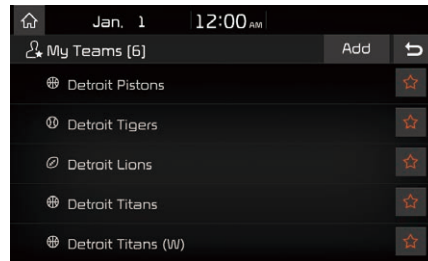 Jan. 1 12:00 AM
My Teams [6] Add
Detroit Pistons
Detroit Tigers
Detroit Lions
Detroit Titans
Detroit Titans (W)